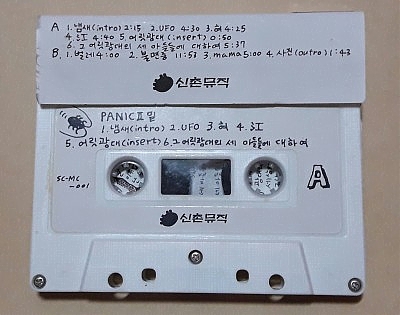 A 1.냄새(intro) 2:15 2.UFO 4:30 3.혀 4:25
4.강 4:40 5.어릿광대(insert) 0:50
6.그 어릿광대의 세 아들들에 대하여 5:37
B. 1.벌레 4:00 2.불면증 11:53 3.mama 5:00 4.사진(outro) 1:43
신촌뮤직
PANIC II 밑
1.냄새(intro) 2.UFO 3.혀 4.강
5.어릿광대(insert) 6.그 어릿광대의 세 아들들에 대하여
SC-MC
-001
A
신촌뮤직